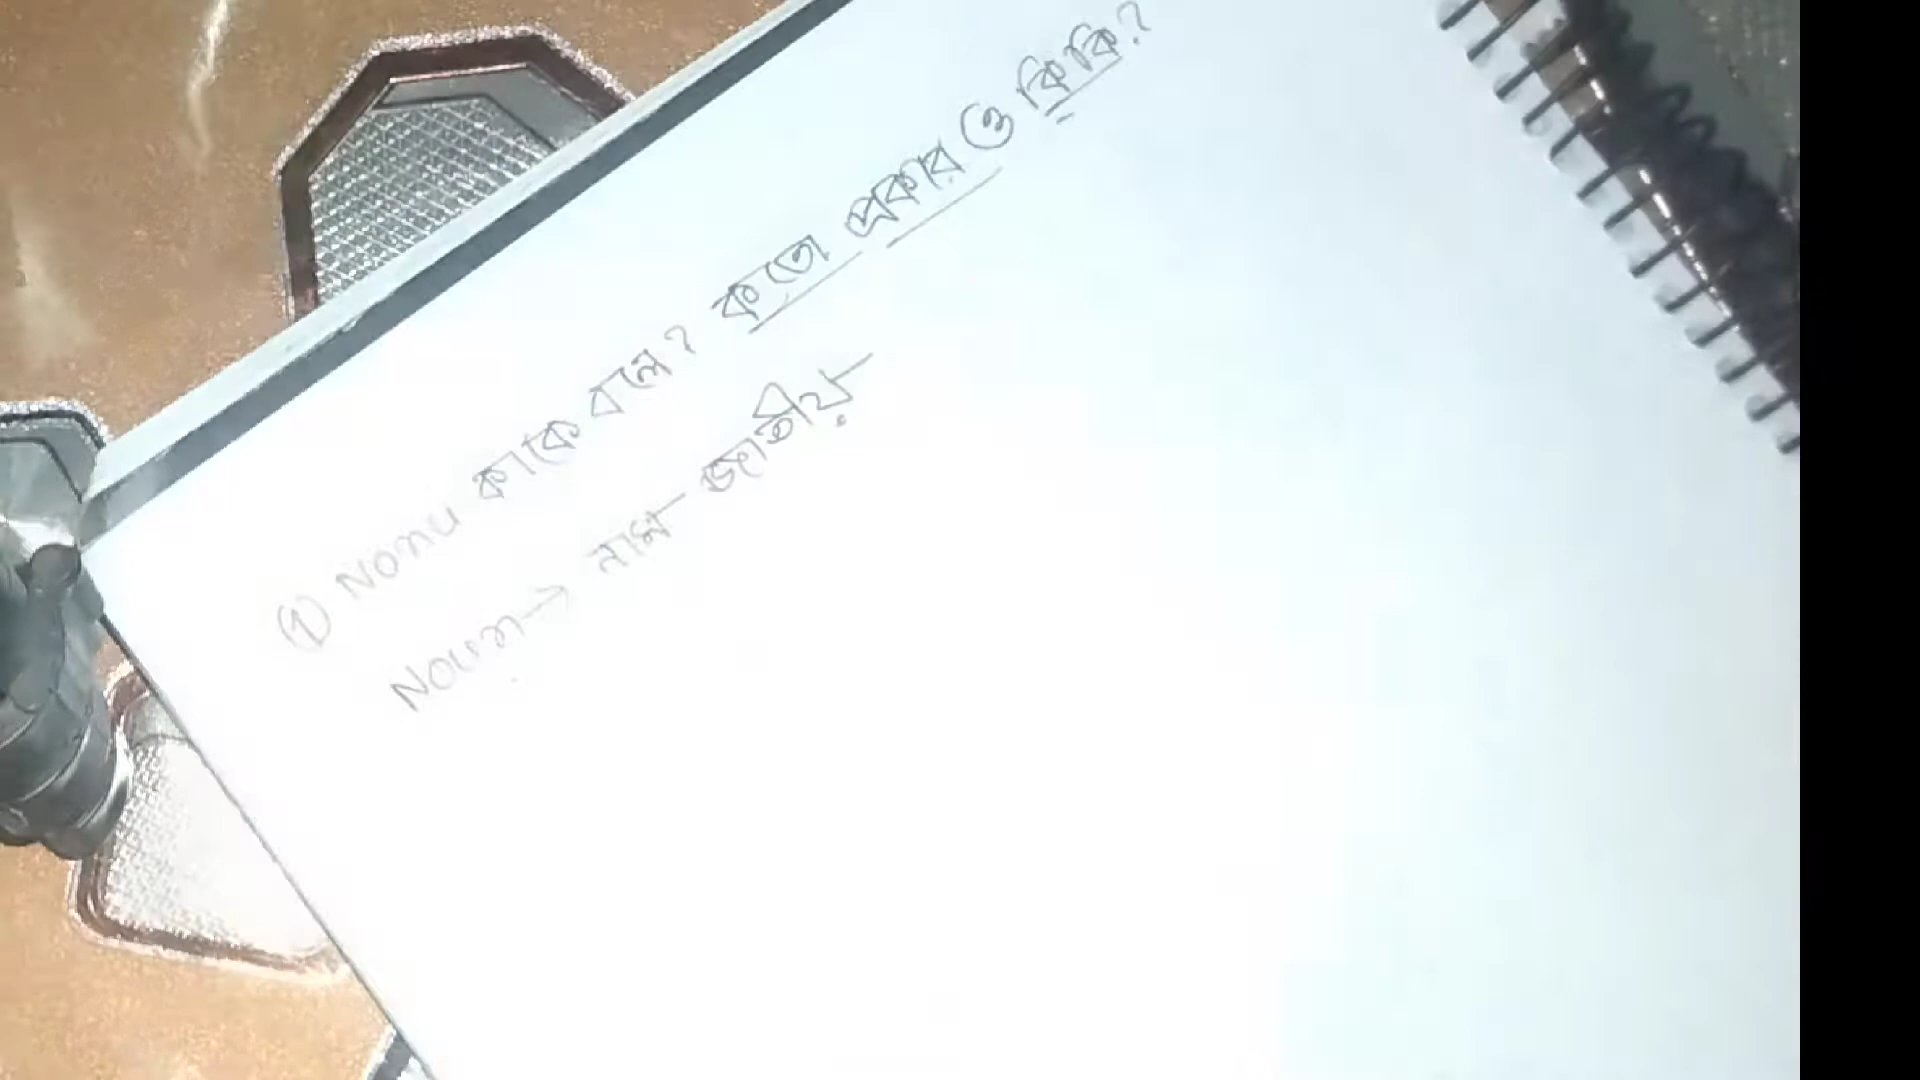 ① Nonu কাকে বলে? কতো প্রকার ও কি কি?
Noun→ নাম জাতীয়